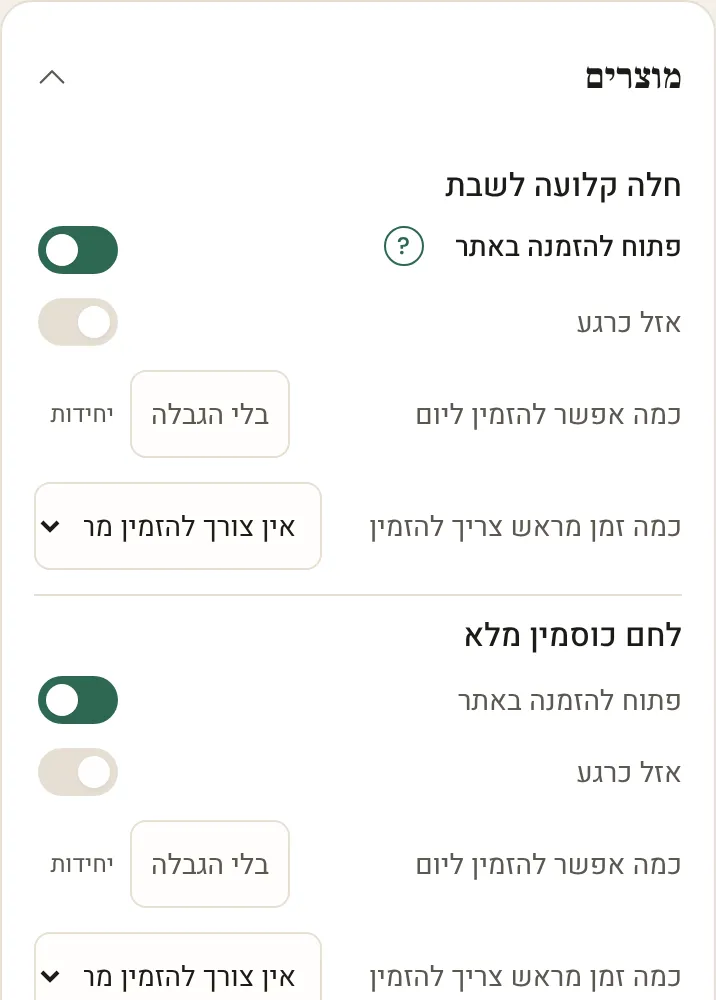 מוצרים
חלה קלועה לשבת
פתוח להזמנה באתר ?
אזל כרגע
כמה אפשר להזמין ליום בלי הגבלה יחידות
כמה זמן מראש צריך להזמין אין צורך להזמין מר
לחם כוסמין מלא
פתוח להזמנה באתר
אזל כרגע
כמה אפשר להזמין ליום בלי הגבלה יחידות
כמה זמן מראש צריך להזמין אין צורך להזמין מר